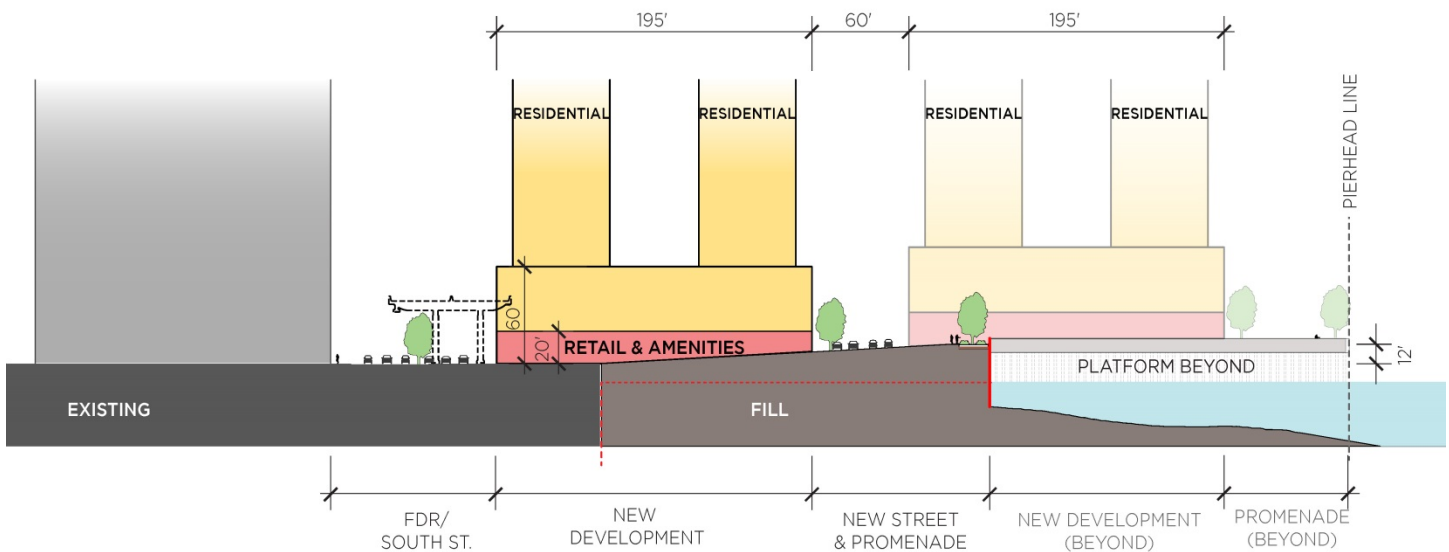 195'
60'
195'
RESIDENTIAL
RESIDENTIAL
RESIDENTIAL
RESIDENTIAL
PIERHEAD LINE
60'
20'
RETAIL & AMENITIES
12'
PLATFORM BEYOND
EXISTING
FILL
FDR/
SOUTH ST.
NEW
DEVELOPMENT
NEW STREET
& PROMENADE
NEW DEVELOPMENT
(BEYOND)
PROMENADE
(BEYOND)